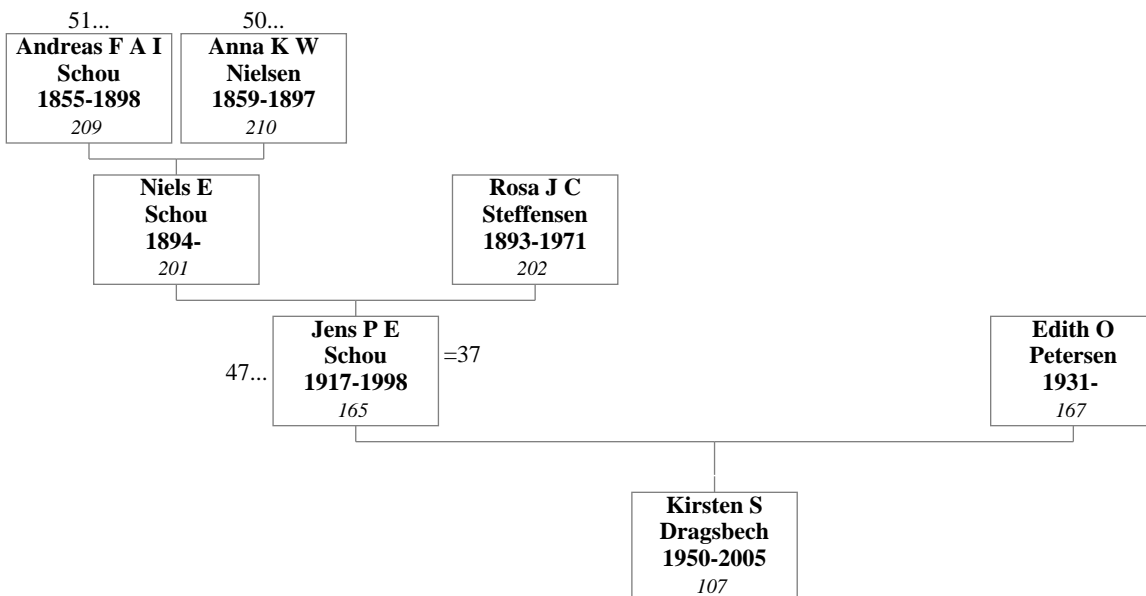 51...
50...
Andreas F A I
Schou
1855-1898
209
Anna K W
Nielsen
1859-1897
210
Niels E
Schou
1894-
201
Rosa J C
Steffensen
1893-1971
202
47...
Jens P E
Schou
1917-1998
165
=37
Edith O
Petersen
1931-
167
Kirsten S
Dragsbech
1950-2005
107